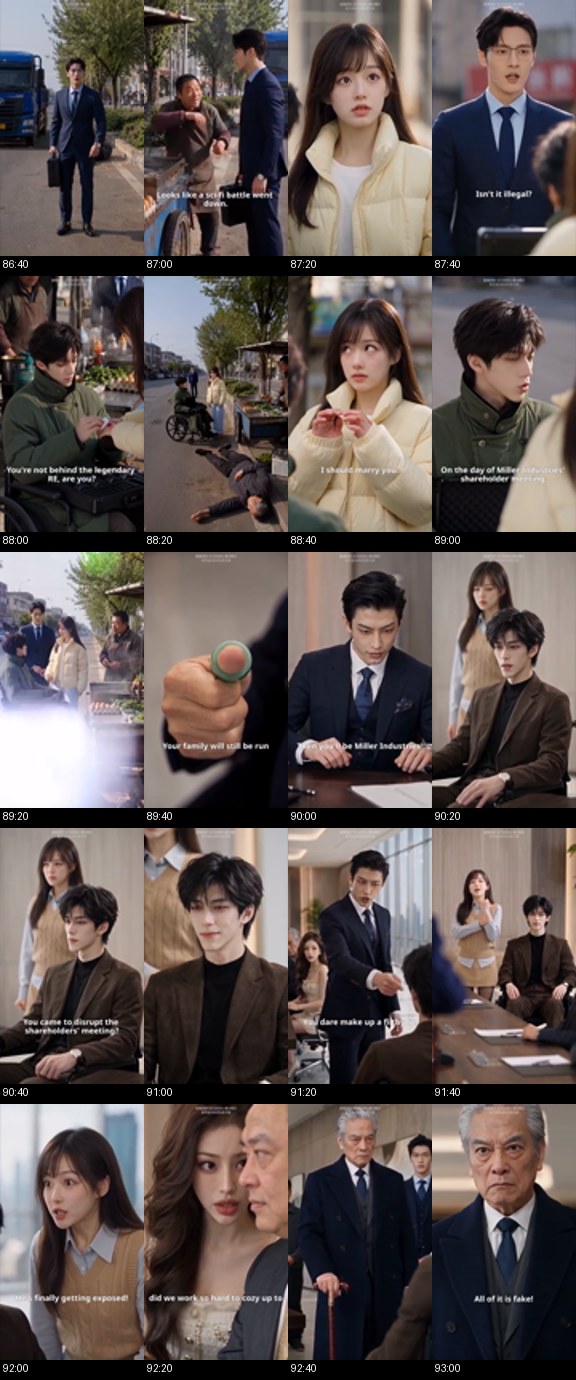 86:40
87:00
87:20
87:40
Looks like a sci-fi battle went
down.
Isn't it illegal?
88:00
88:20
88:40
89:00
You're not behind the legendary
RE, are you?
I should marry you.
On the day of Miller Industries'
shareholder meeting
89:20
89:40
90:00
90:20
Your family will still be run
you'll be Miller Industries'
90:40
91:00
91:20
91:40
You came to disrupt the
shareholders' meeting?
You dare make up a
92:00
92:20
92:40
93:00
finally getting exposed!
did we work so hard to cozy up to
All of it is fake!